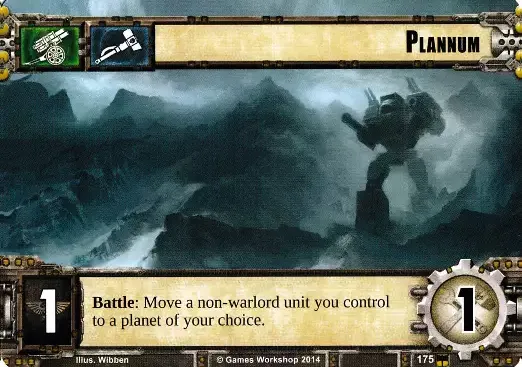 Plannum
1
Battle: Move a non-warlord unit you control
to a planet of your choice.
1
Illus. Wibben
© Games Workshop 2014
175